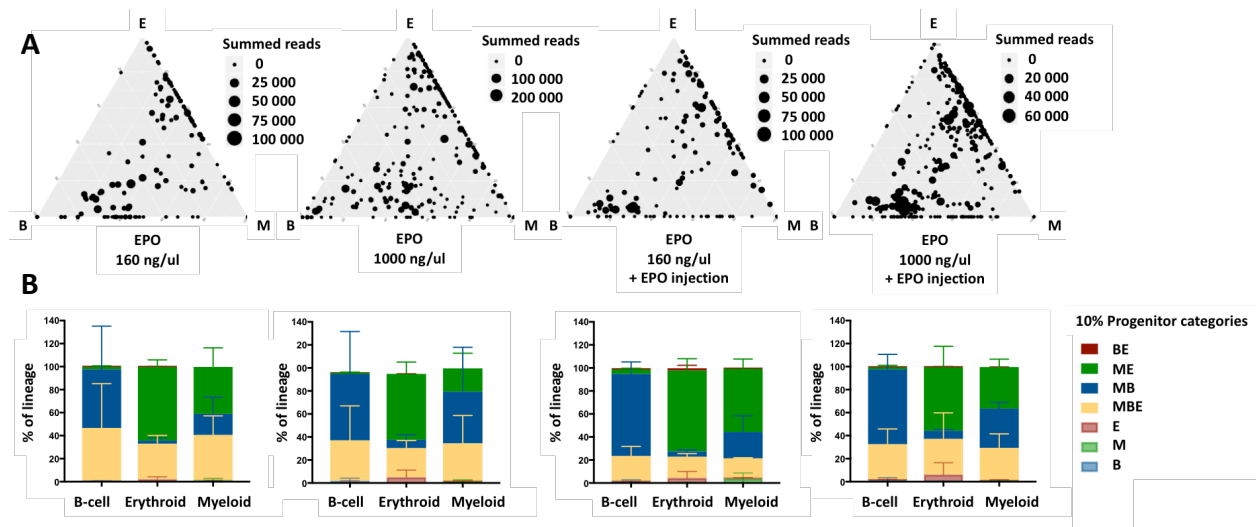 A
E
Summed reads
0
25 000
50 000
75 000
100 000
B
M
EPO
160 ng/ul
E
Summed reads
0
100 000
200 000
B
M
EPO
1000 ng/ul
E
Summed reads
0
25 000
50 000
75 000
100 000
B
M
EPO
160 ng/ul
+ EPO injection
E
Summed reads
0
20 000
40 000
60 000
B
M
EPO
1000 ng/ul
+ EPO injection
B
% of lineage
140
120
100
80
60
40
20
0
B-cell Erythroid Myeloid
% of lineage
140
120
100
80
60
40
20
0
B-cell Erythroid Myeloid
% of lineage
140
120
100
80
60
40
20
0
B-cell Erythroid Myeloid
% of lineage
140
120
100
80
60
40
20
0
B-cell Erythroid Myeloid
10% Progenitor categories
BE
ME
MB
MBE
E
M
B